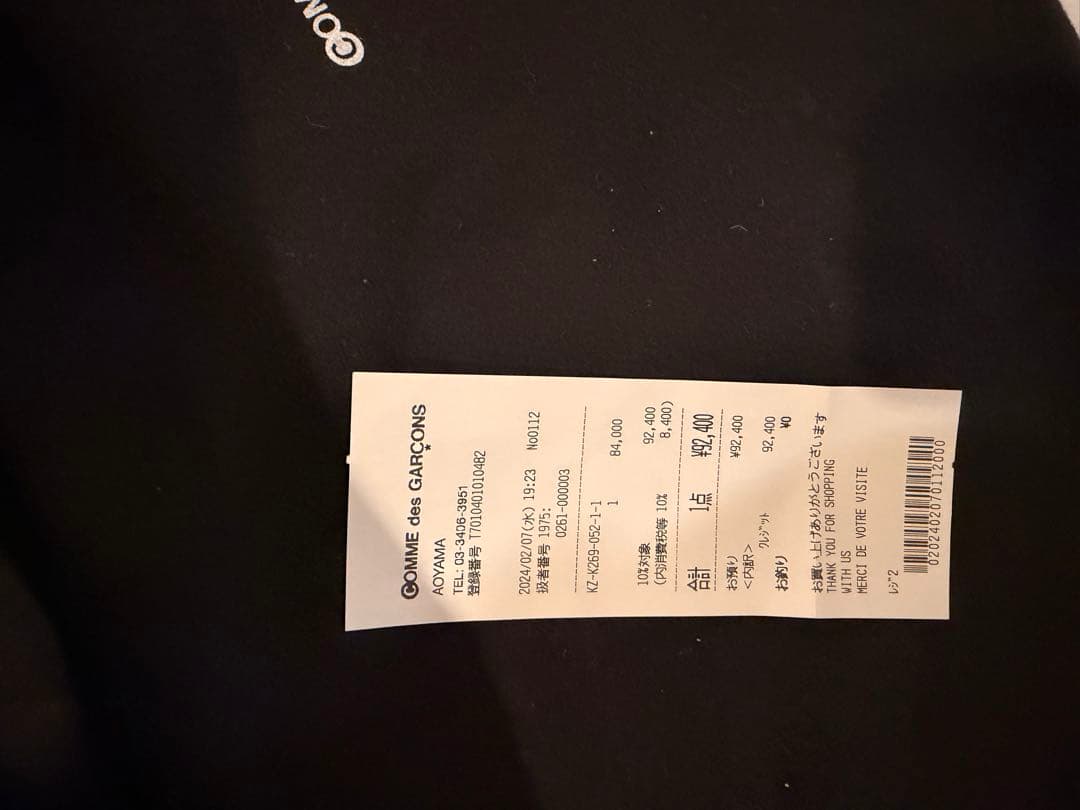 CON
COMME des GARÇONS
AOYAMA
TEL: 03-3406-3951
登録番号 T7010401010482
2024/02/07(水) 19:23 No0112
扱者番号 1975:
0261-000003
KZ-K269-052-1-1
1 84,000
10%対象 92,400
(内消費税等 10% 8,400)
合計 1点 ¥92,400
お預り ¥92,400
<内訳>
クレジット 92,400
お釣り ¥0
お買い上げありがとうございます
THANK YOU FOR SHOPPING
WITH US
MERCI DE VOTRE VISITE
レジ2
0202402070112000